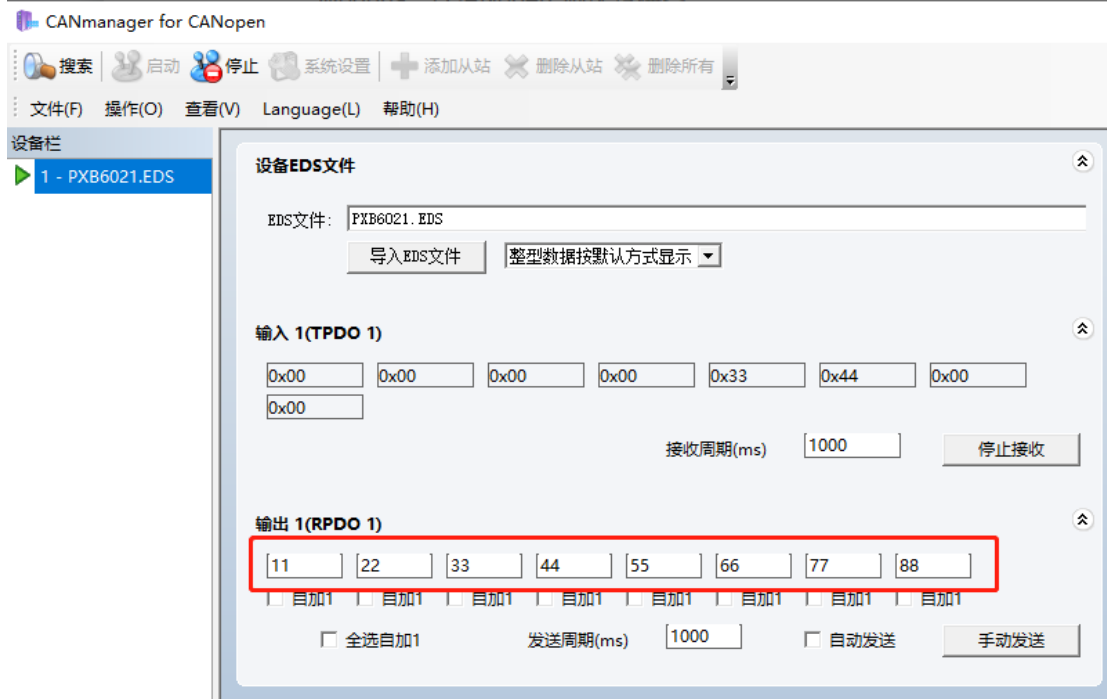 CANmanager for CANopen
搜索 启动 停止 系统设置 添加从站 删除从站 删除所有
文件(F) 操作(O) 查看(V) Language(L) 帮助(H)
设备栏
1 - PXB6021.EDS
设备EDS文件
EDS文件: PXB6021.EDS
导入EDS文件 整型数据按默认方式显示
输入 1(TPDO 1)
0x00 0x00 0x00 0x00 0x33 0x44 0x00
0x00
接收周期(ms) 1000 停止接收
输出 1(RPDO 1)
11 22 33 44 55 66 77 88
自加1 自加1 自加1 自加1 自加1 自加1 自加1 自加1
全选自加1 发送周期(ms) 1000 自动发送 手动发送